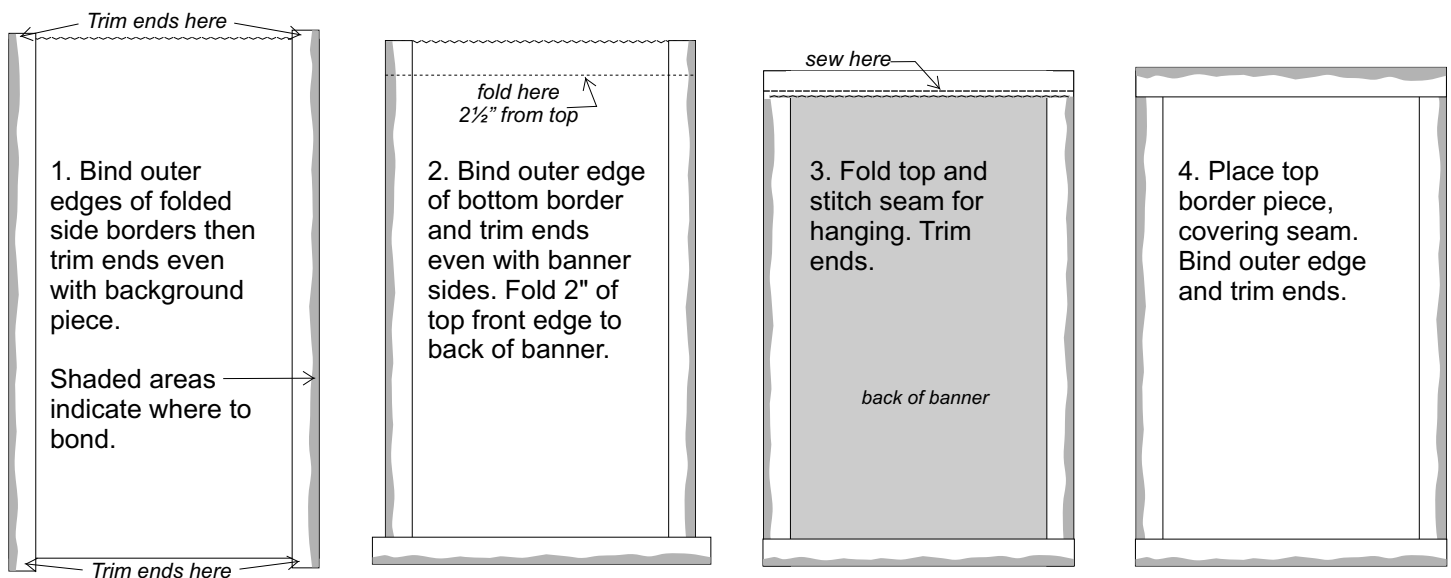 Trim ends here
1. Bind outer
edges of folded
side borders then
trim ends even
with background
piece.
Shaded areas
indicate where to
bond.
Trim ends here
fold here
2½” from top
2. Bind outer edge
of bottom border
and trim ends
even with banner
sides. Fold 2" of
top front edge to
back of banner.
sew here
3. Fold top and
stitch seam for
hanging. Trim
ends.
back of banner
4. Place top
border piece,
covering seam.
Bind outer edge
and trim ends.